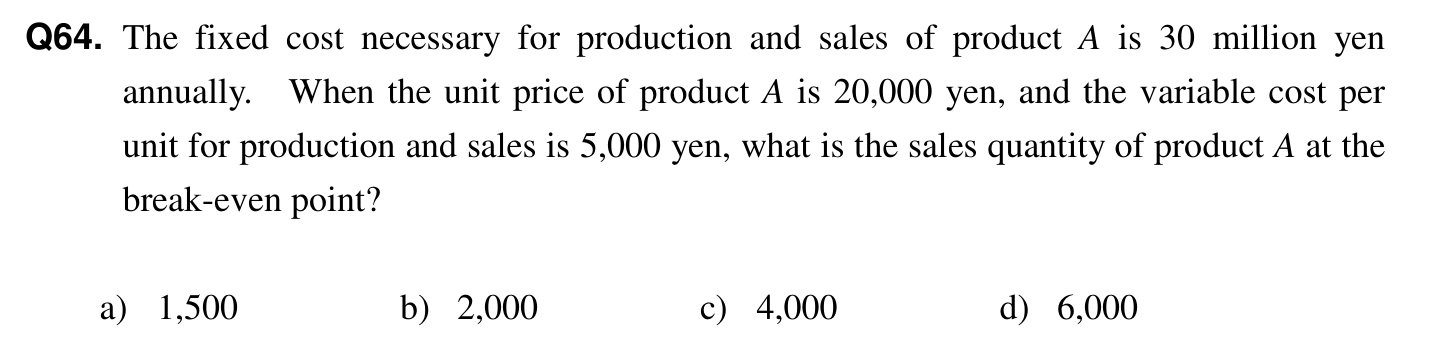 Q64. The fixed cost necessary for production and sales of product A is 30 million yen
annually. When the unit price of product A is 20,000 yen, and the variable cost per
unit for production and sales is 5,000 yen, what is the sales quantity of product A at the
break-even point?
a) 1,500 b) 2,000 c) 4,000 d) 6,000